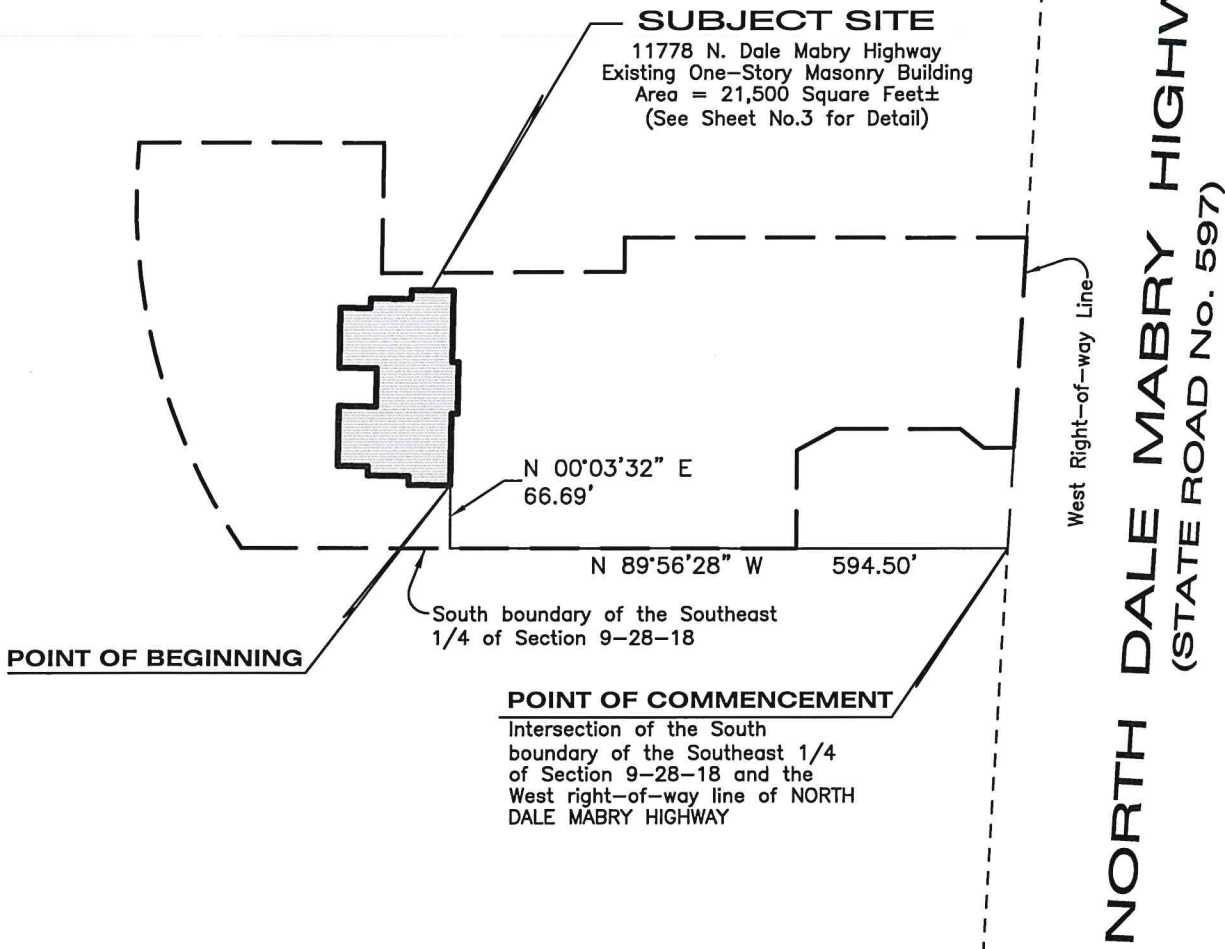 SUBJECT SITE
11778 N. Dale Mabry Highway
Existing One-Story Masonry Building
Area = 21,500 Square Feet±
(See Sheet No.3 for Detail)
N 00°03'32" E
66.69'
N 89°56'28" W 594.50'
South boundary of the Southeast
1/4 of Section 9-28-18
POINT OF BEGINNING
POINT OF COMMENCEMENT
Intersection of the South
boundary of the Southeast 1/4
of Section 9-28-18 and the
West right-of-way line of NORTH
DALE MABRY HIGHWAY
West Right-of-way Line
NORTH DALE MABRY HIGHW
(STATE ROAD No. 597)